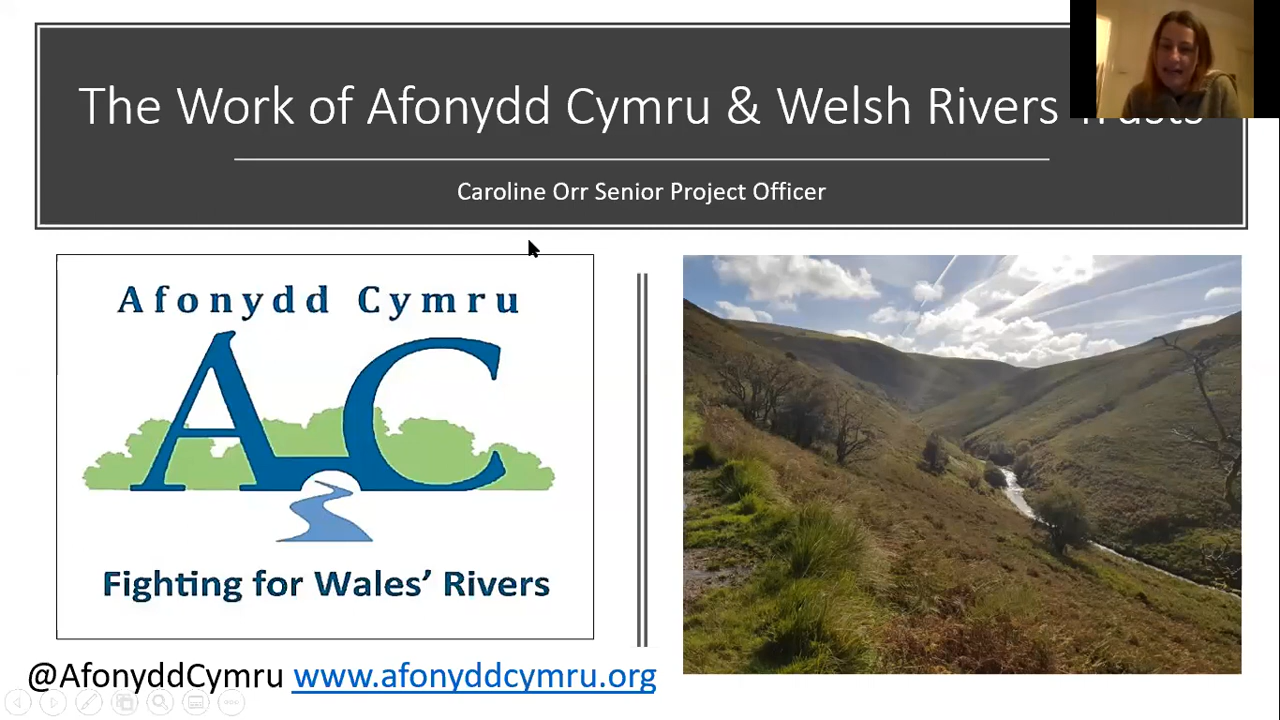 The Work of Afonydd Cymru & Welsh Rivers Trusts
Caroline Orr Senior Project Officer
Afonydd Cymru
AC
Fighting for Wales’ Rivers
@AfonyddCymru www.afonyddcymru.org